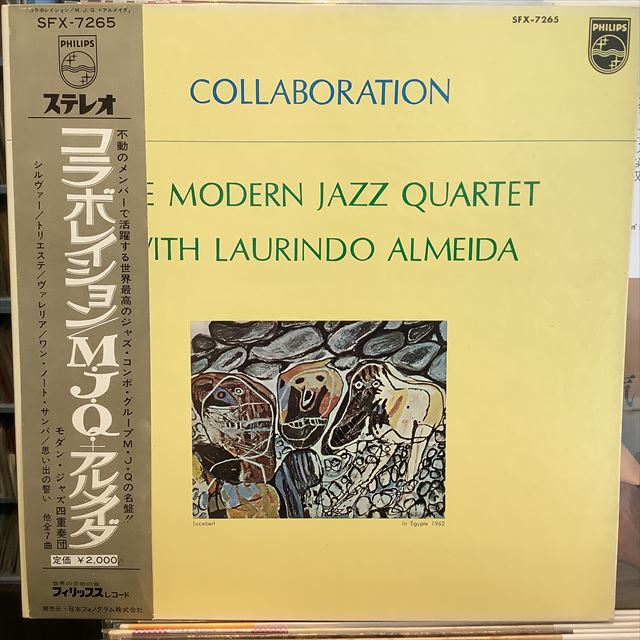 「コラボレイション/M.J.Q.+アルメイダ」
SFX-7265
PHILIPS
ステレオ
不動のメンバーで活躍する世界最高のジャズ・コンボ・グループM・J・Qの名盤!!
コラボレイション/M・J・Q+アルメイダ
モダン・ジャズ四重奏団
シルヴァー/トリエステ/ヴァレリア/ワン・ノート・サンバ/思い出の誓い 他全7曲
定価 ¥2,000
世界の芸術の音
フィリップスレコード
発売元・日本フォノグラム株式会社
SFX-7265
PHILIPS
COLLABORATION
E MODERN JAZZ QUARTET
WITH LAURINDO ALMEIDA
Lucebert
In Egypte 1962